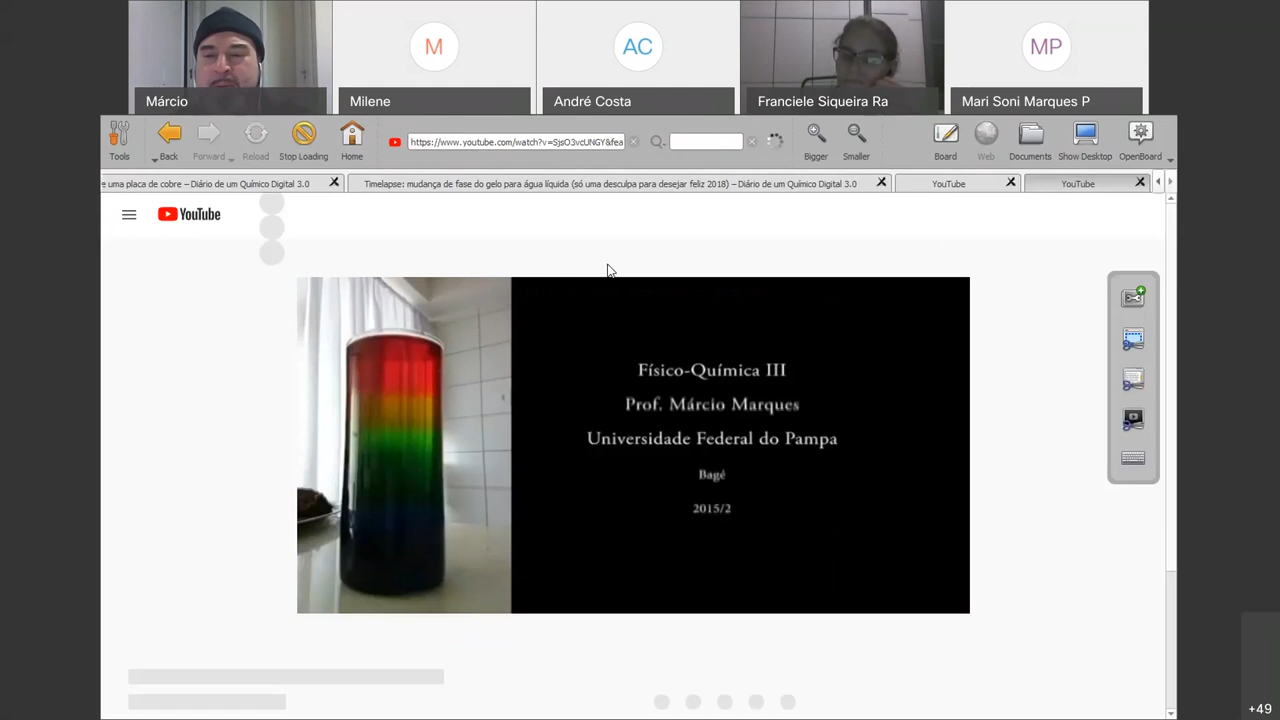 M
AC
MP
Márcio
Milene
André Costa
Franciele Siqueira Ra
Mari Soni Marques P
Tools
Back
Forward
Reload
Stop Loading
Home
https://www.youtube.com/watch?v=SjsO3vcUNGY&fea
Bigger
Smaller
Board
Web
Documents
Show Desktop
OpenBoard
e uma placa de cobre – Diário de um Químico Digital 3.0
Timelapse: mudança de fase do gelo para água líquida (só uma desculpa para desejar feliz 2018) – Diário de um Químico Digital 3.0
YouTube
YouTube
YouTube
Físico-Química III
Prof. Márcio Marques
Universidade Federal do Pampa
Bagé
2015/2
+49